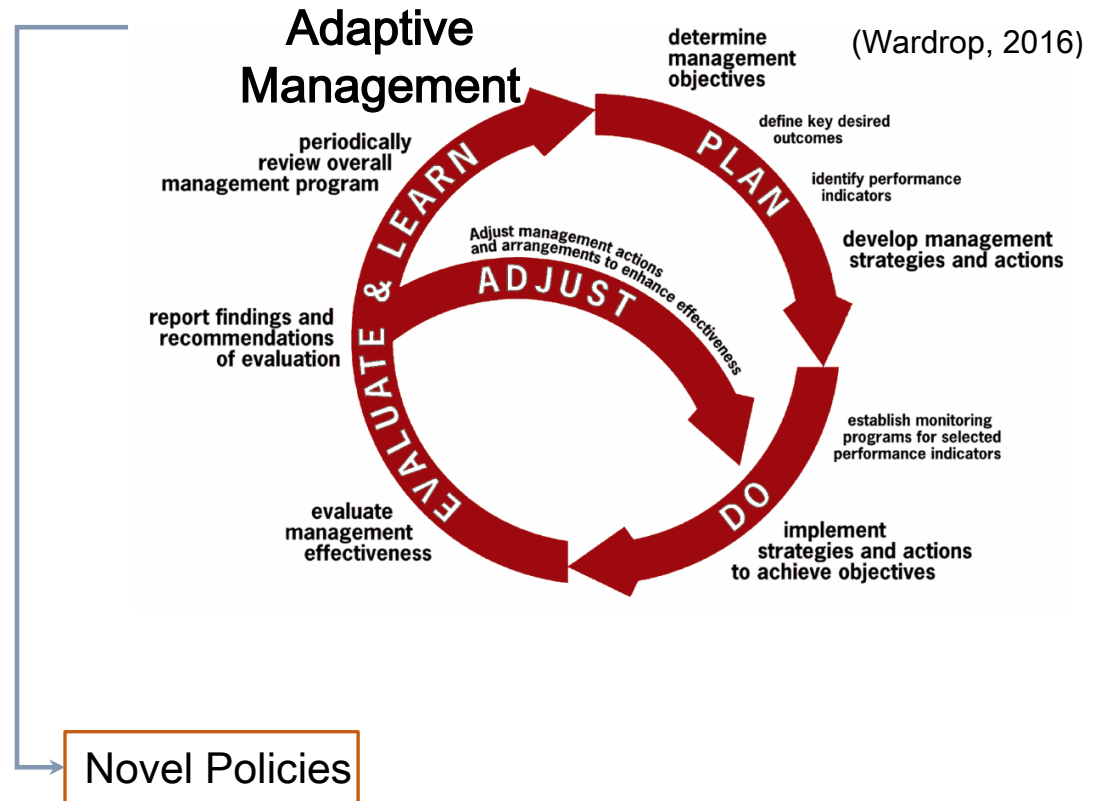 Adaptive
Management
(Wardrop, 2016)
determine
management
objectives
define key desired
outcomes
identify performance
indicators
develop management
strategies and actions
PLAN
establish monitoring
programs for selected
performance indicators
DO
implement
strategies and actions
to achieve objectives
evaluate
management
effectiveness
EVALUATE & LEARN
report findings and
recommendations
of evaluation
periodically
review overall
management program
Adjust management actions
and arrangements to enhance effectiveness
ADJUST
Novel Policies